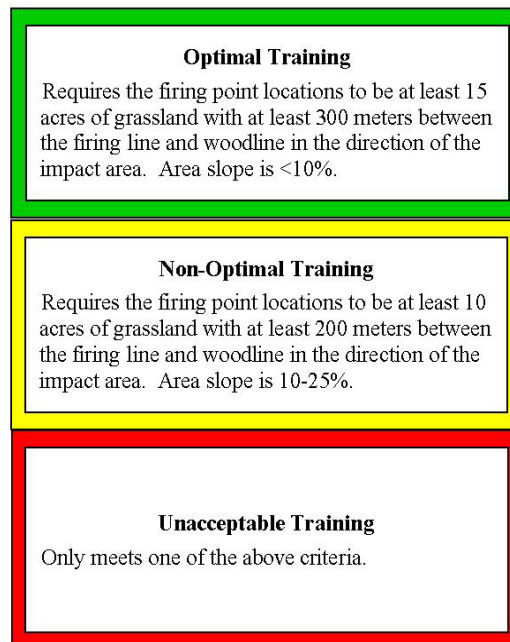 Optimal Training
Requires the firing point locations to be at least 15
acres of grassland with at least 300 meters between
the firing line and woodline in the direction of the
impact area.  Area slope is <10%.
Non-Optimal Training
Requires the firing point locations to be at least 10
acres of grassland with at least 200 meters between
the firing line and woodline in the direction of the
impact area.  Area slope is 10-25%.
Unacceptable Training
Only meets one of the above criteria.